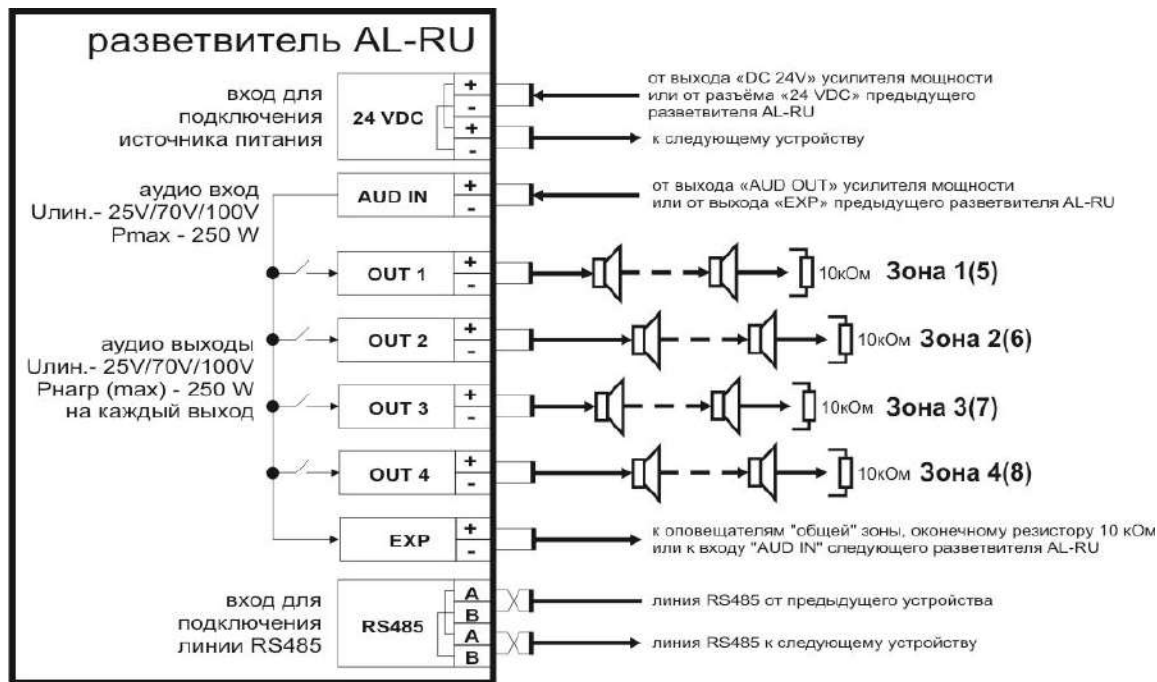 разветвитель AL-RU
вход для
подключения
источника питания
24 VDC
+
-
+
-
от выхода «DC 24V» усилителя мощности
или от разъёма «24 VDC» предыдущего
разветвителя AL-RU
к следующему устройству
аудио вход
Uлин.- 25V/70V/100V
Pmax - 250 W
AUD IN
+
-
от выхода «AUD OUT» усилителя мощности
или от выхода «EXP» предыдущего разветвителя AL-RU
OUT 1
+
-
10кОм Зона 1(5)
аудио выходы
Uлин.- 25V/70V/100V
Рнагр (max) - 250 W
на каждый выход
OUT 2
+
-
10кОм Зона 2(6)
OUT 3
+
-
10кОм Зона 3(7)
OUT 4
+
-
10кОм Зона 4(8)
EXP
+
-
к оповещателям "общей" зоны, оконечному резистору 10 кОм
или к входу "AUD IN" следующего разветвителя AL-RU
вход для
подключения
линии RS485
RS485
A
B
A
B
линия RS485 от предыдущего устройства
линия RS485 к следующему устройству